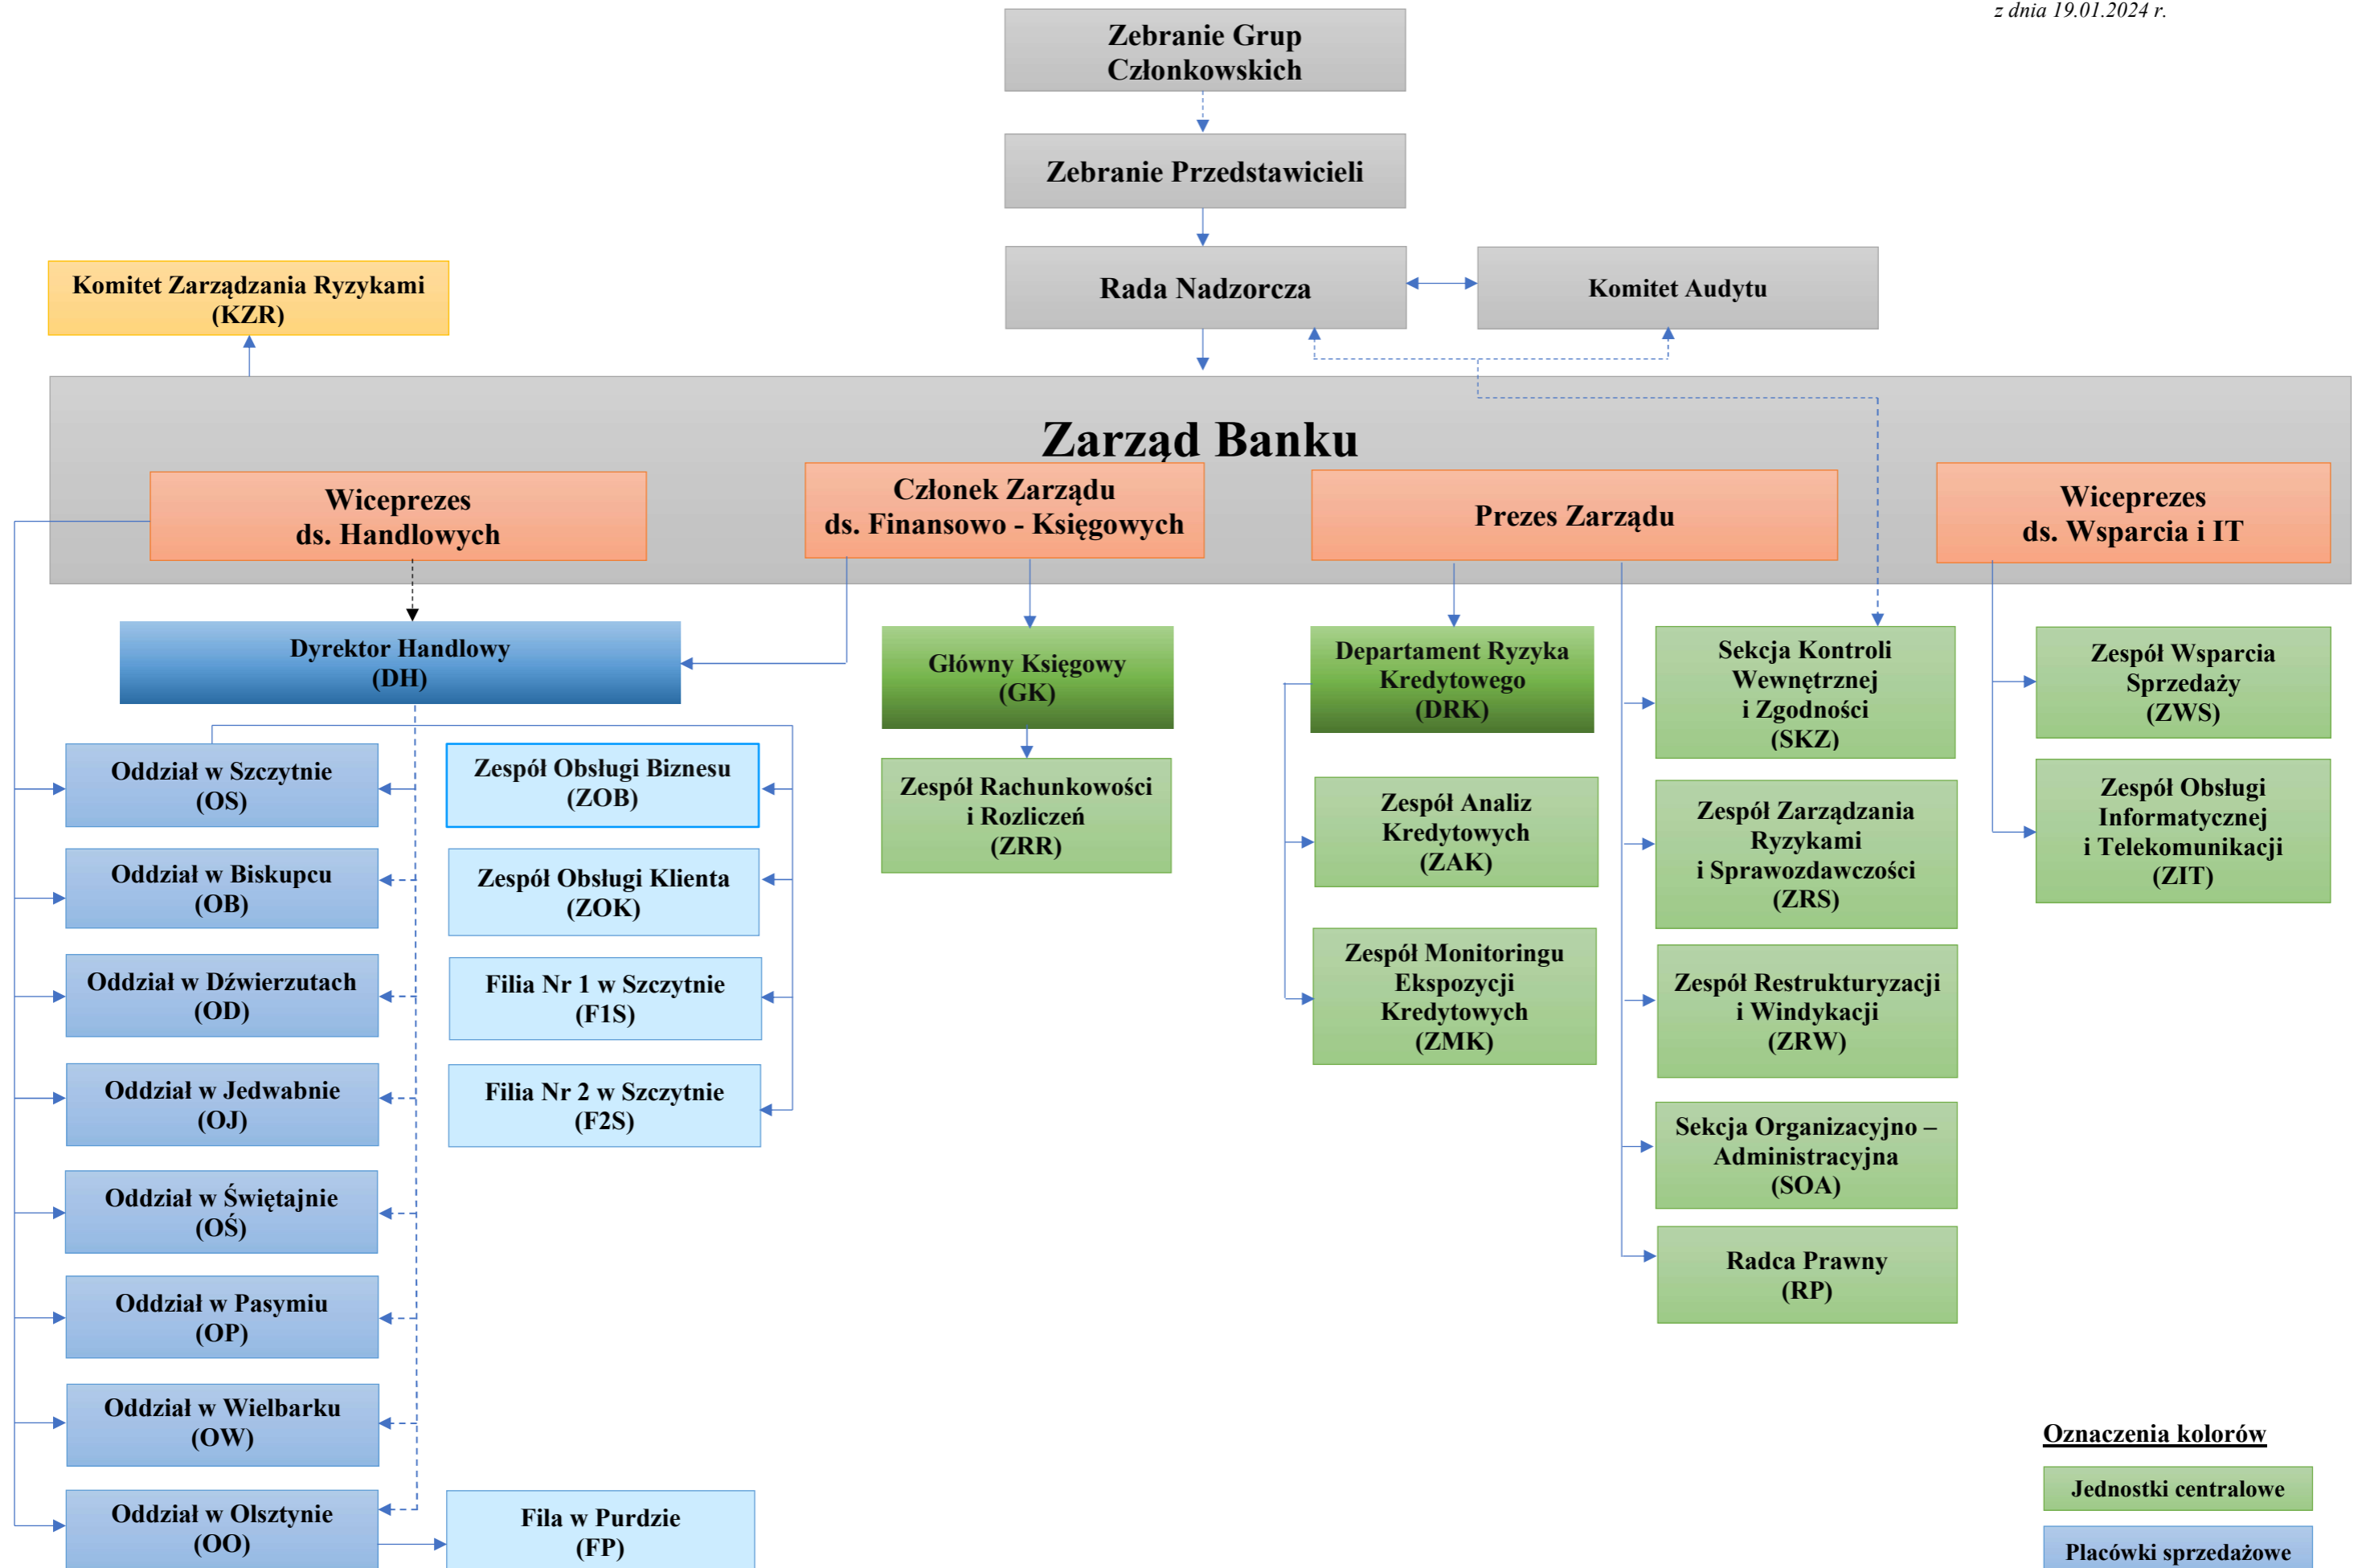 z dnia 19.01.2024 r.
Zebranie Grup
Członkowskich
Zebranie Przedstawicieli
Rada Nadzorcza
Komitet Audytu
Komitet Zarządzania Ryzykami
(KZR)
Zarząd Banku
Wiceprezes
ds. Handlowych
Członek Zarządu
ds. Finansowo - Księgowych
Prezes Zarządu
Wiceprezes
ds. Wsparcia i IT
Dyrektor Handlowy
(DH)
Główny Księgowy
(GK)
Departament Ryzyka
Kredytowego
(DRK)
Sekcja Kontroli
Wewnętrznej
i Zgodności
(SKZ)
Zespół Wsparcia
Sprzedaży
(ZWS)
Oddział w Szczytnie
(OS)
Zespół Obsługi Biznesu
(ZOB)
Zespół Rachunkowości
i Rozliczeń
(ZRR)
Zespół Analiz
Kredytowych
(ZAK)
Zespół Zarządzania
Ryzykami
i Sprawozdawczości
(ZRS)
Zespół Obsługi
Informatycznej
i Telekomunikacji
(ZIT)
Oddział w Biskupcu
(OB)
Zespół Obsługi Klienta
(ZOK)
Oddział w Dźwierzutach
(OD)
Filia Nr 1 w Szczytnie
(F1S)
Zespół Monitoringu
Ekspozycji
Kredytowych
(ZMK)
Zespół Restrukturyzacji
i Windykacji
(ZRW)
Oddział w Jedwabnie
(OJ)
Filia Nr 2 w Szczytnie
(F2S)
Sekcja Organizacyjno –
Administracyjna
(SOA)
Oddział w Świętajnie
(OŚ)
Radca Prawny
(RP)
Oddział w Pasymiu
(OP)
Oddział w Wielbarku
(OW)
Oddział w Olsztynie
(OO)
Fila w Purdzie
(FP)
Oznaczenia kolorów
Jednostki centralowe
Placówki sprzedażowe